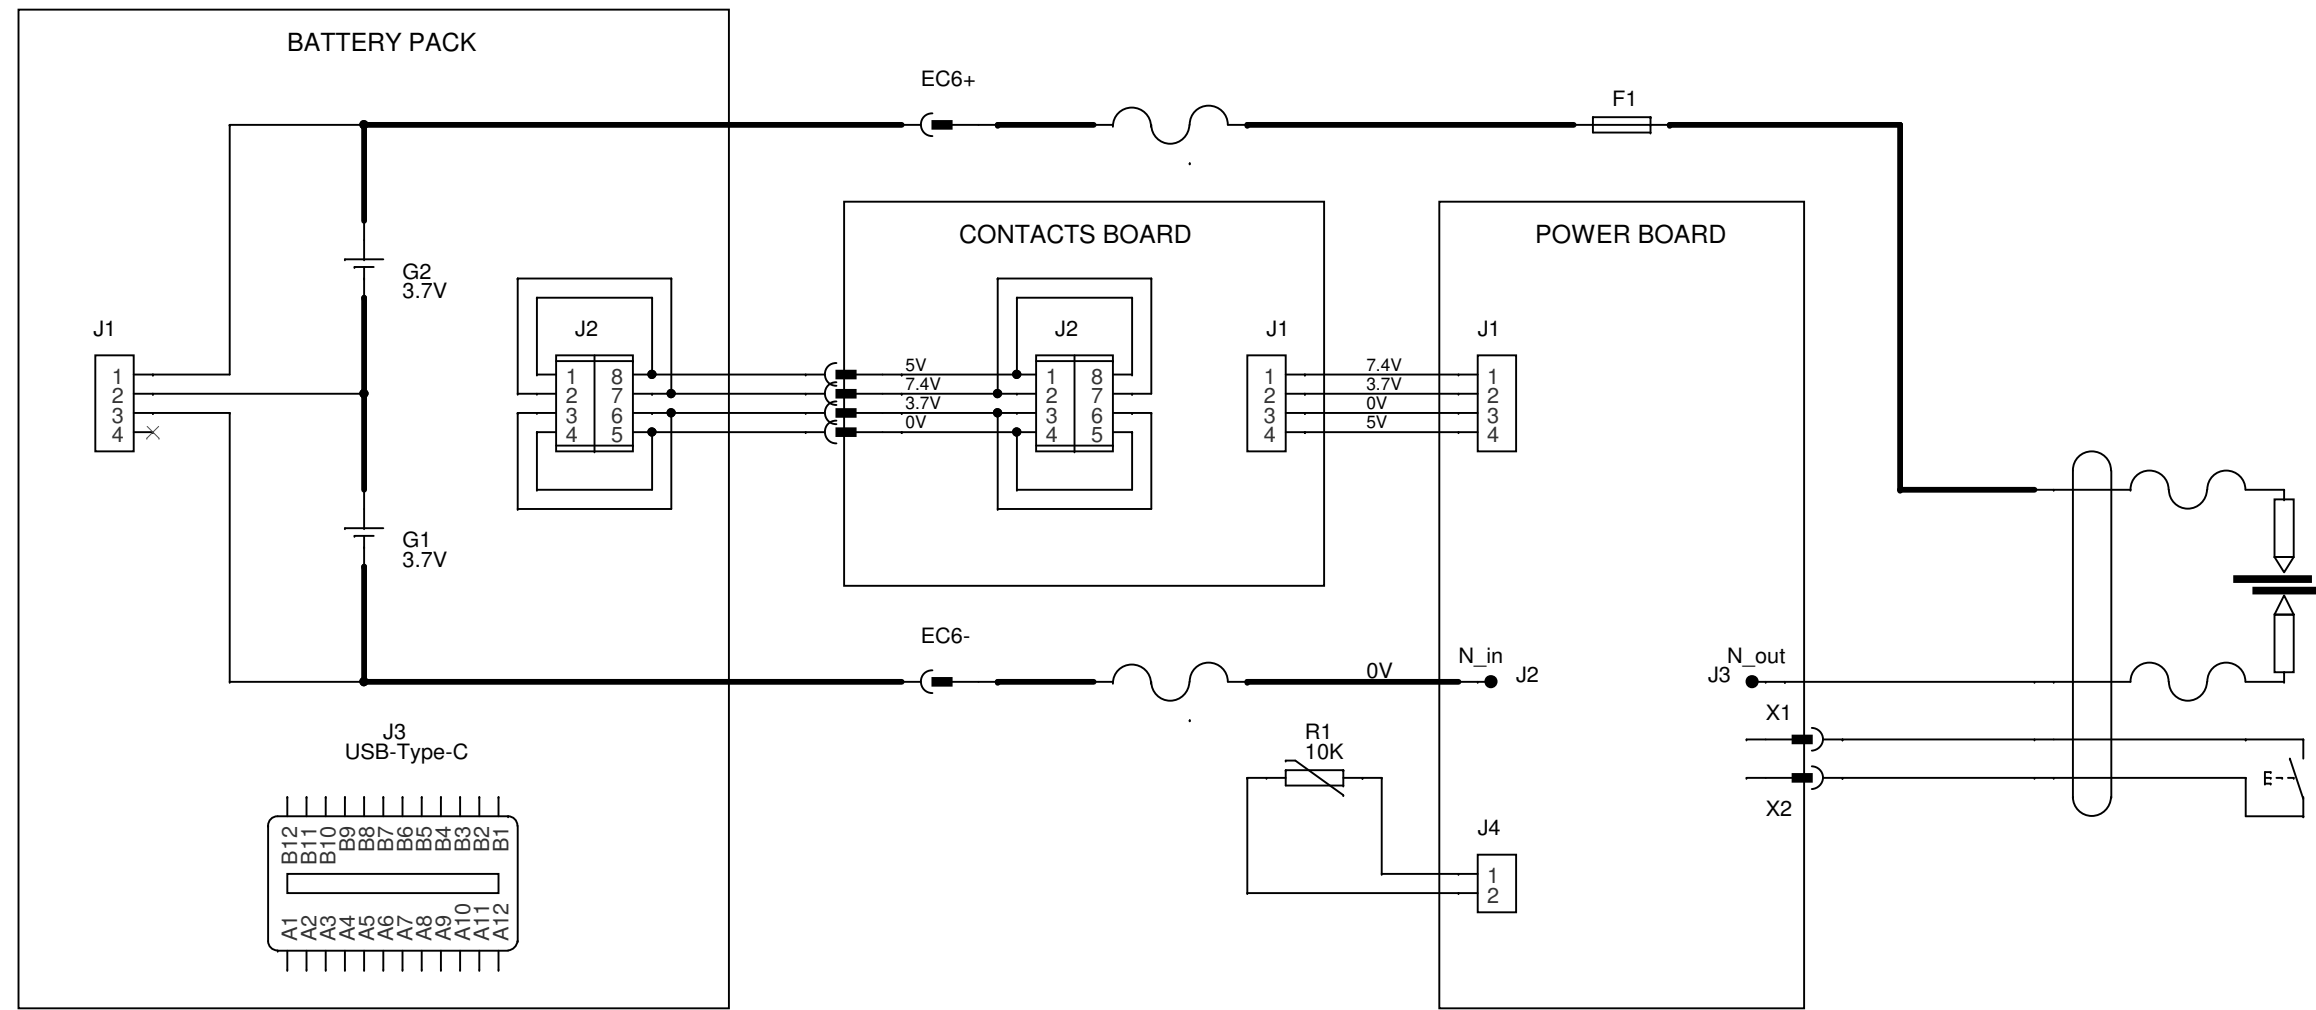 BATTERY PACK
EC6+
F1
CONTACTS BOARD
POWER BOARD
G2
3.7V
J1
1
2
3
4
J2
1 8
2 7
3 6
4 5
5V
7.4V
3.7V
0V
J2
1 8
2 7
3 6
4 5
J1
1
2
3
4
7.4V
3.7V
0V
5V
J1
1
2
3
4
G1
3.7V
EC6-
0V
N_in
J2
N_out
J3
X1
X2
E
R1
10K
J4
1
2
J3
USB-Type-C
B12 B11 B10 B9 B8 B7 B6 B5 B4 B3 B2 B1
A1 A2 A3 A4 A5 A6 A7 A8 A9 A10 A11 A12